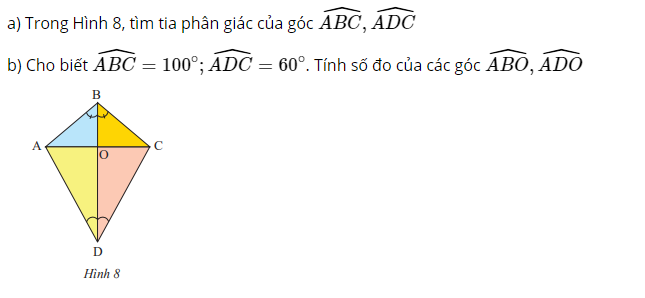 a) Trong Hình 8, tìm tia phân giác của góc $\widehat{ABC}, \widehat{ADC}$
b) Cho biết $\widehat{ABC} = 100^\circ; \widehat{ADC} = 60^\circ$. Tính số đo của các góc $\widehat{ABO}, \widehat{ADO}$
B
A
C
O
D
Hình 8